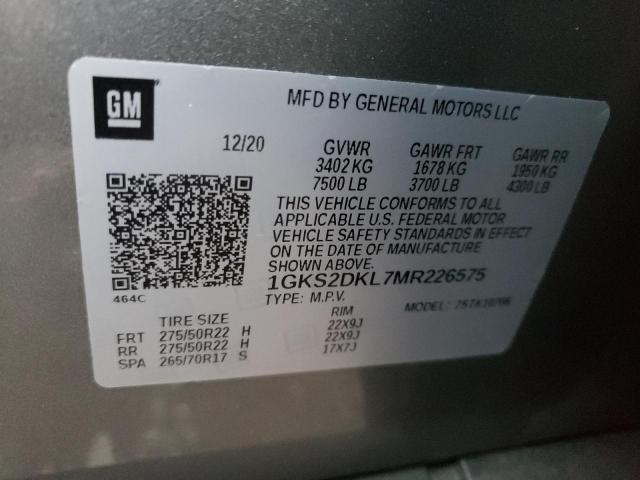 GM
MFD BY GENERAL MOTORS LLC
12/20 GVWR GAWR FRT GAWR RR
3402 KG 1678 KG 1950 KG
7500 LB 3700 LB 4300 LB
THIS VEHICLE CONFORMS TO ALL
APPLICABLE U.S. FEDERAL MOTOR
VEHICLE SAFETY STANDARDS IN EFFECT
ON THE DATE OF MANUFACTURE
SHOWN ABOVE.
464C
1GKS2DKL7MR226575
TYPE: M.P.V. MODEL:
TIRE SIZE RIM
FRT 275/50R22 H 22X9J
RR 275/50R22 H 22X9J
SPA 265/70R17 S 17X7J